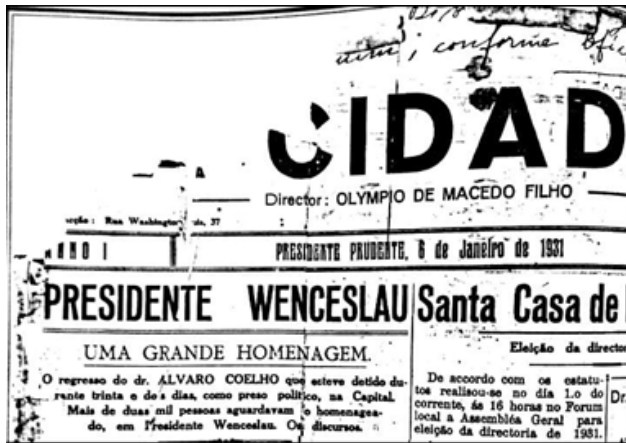 ; conforme
CIDAD
Director: OLYMPIO DE MACEDO FILHO
Rua Washington 37
ANNO I
PRESIDENTE PRUDENTE, 6 de Janeiro de 1931
PRESIDENTE WENCESLAU
UMA GRANDE HOMENAGEM.
O regresso do dr. ALVARO COELHO que esteve detido du-
rante trinta e dois dias, como preso politico, na Capital.
Mais de duas mil pessoas aguardavam o homenagea-
do, em Presidente Wenceslau. Os discursos.
Santa Casa de
Eleição da directo
De accordo com os estatu-
tos realisou-se no dia 1.o do
corrente, ás 16 horas no Forum
local a Assembléa Geral para
eleição da directoria de 1931.
Dr.